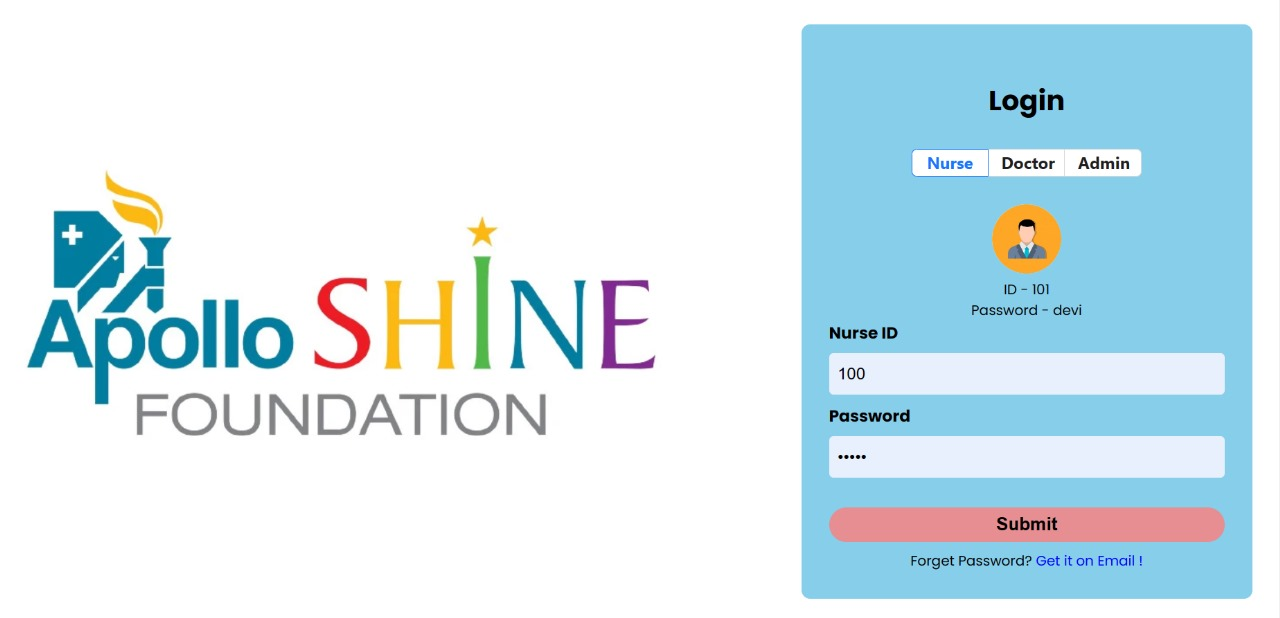 Apollo SHINE
FOUNDATION
Login
Nurse Doctor Admin
ID - 101
Password - devi
Nurse ID
100
Password
•••••
Submit
Forget Password? Get it on Email !